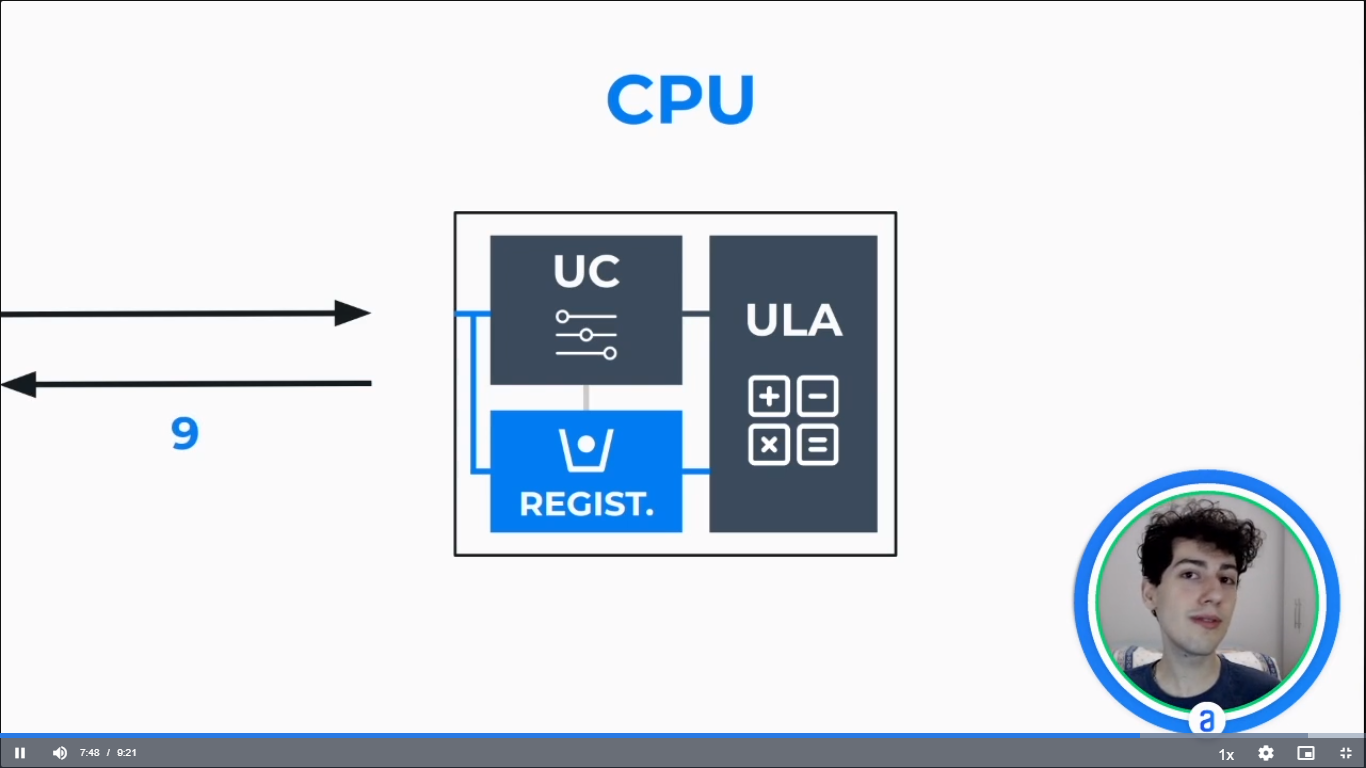 CPU
UC
ULA
9
REGIST.
a
7:48 / 9:21
1x